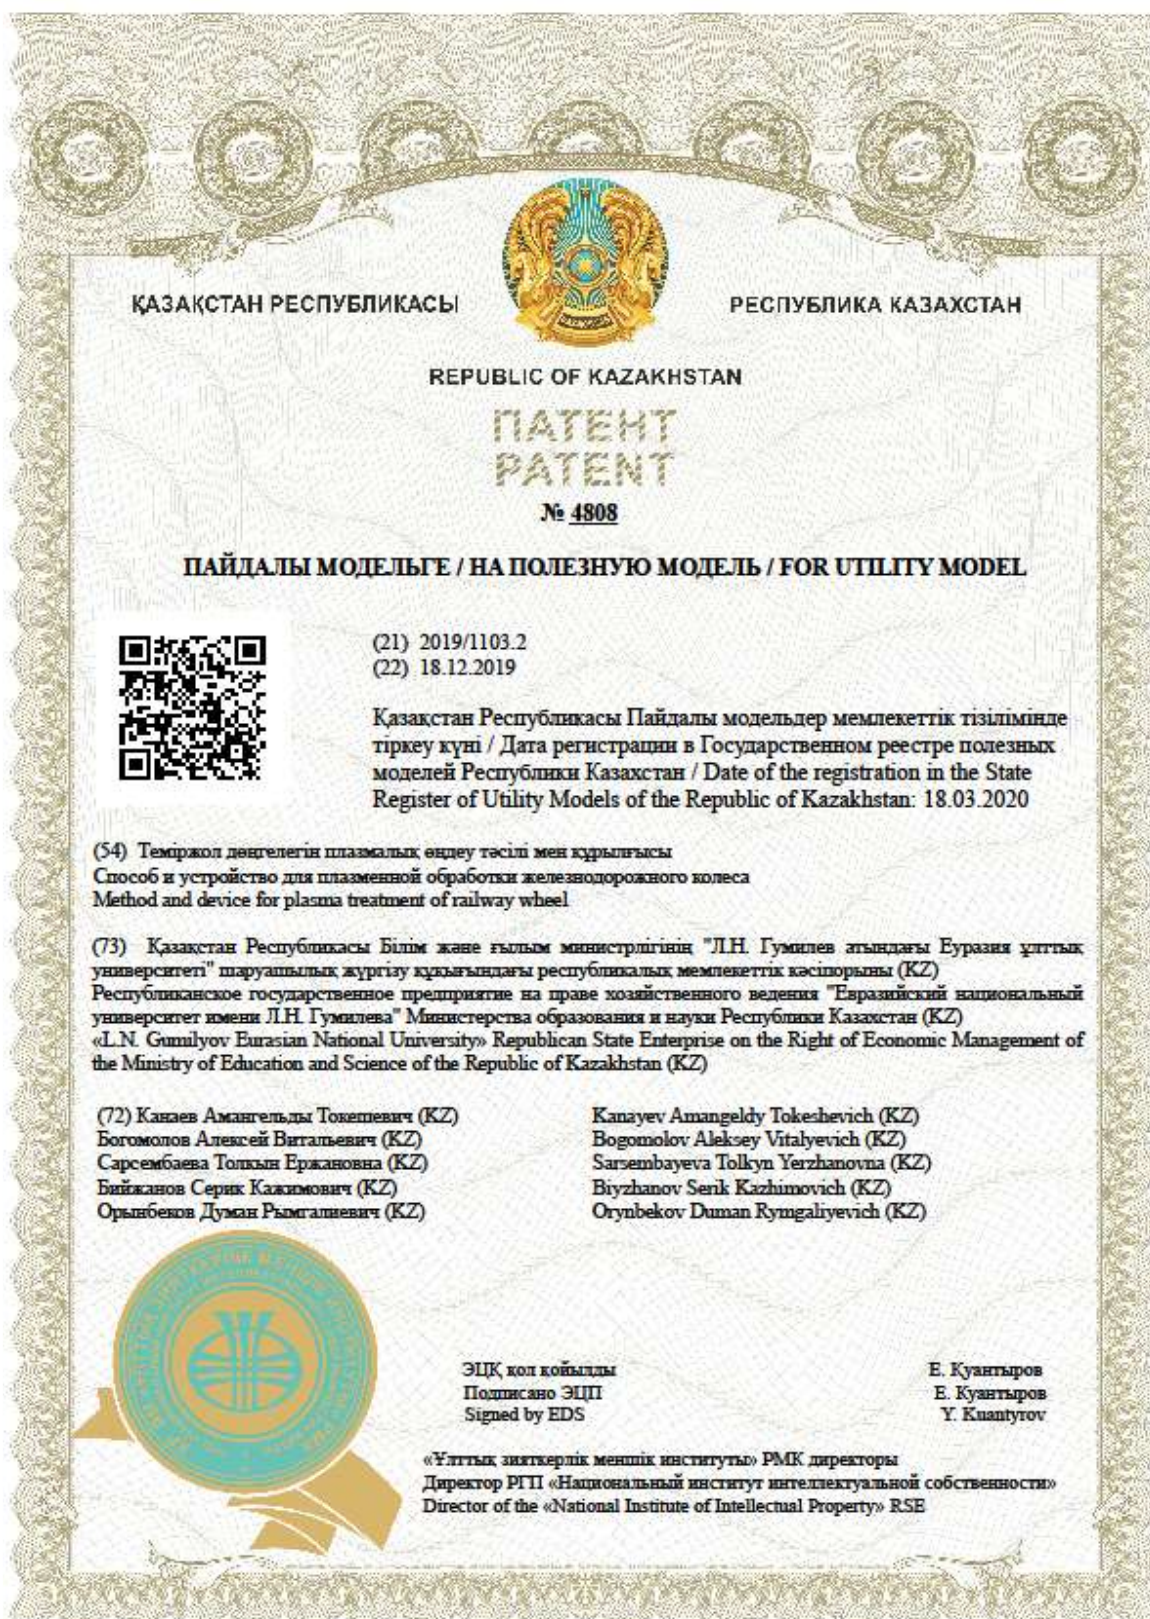 ҚАЗАҚСТАН РЕСПУБЛИКАСЫ
РЕСПУБЛИКА КАЗАХСТАН
REPUBLIC OF KAZAKHSTAN
ПАТЕНТ
PATENT
№ 4808
ПАЙДАЛЫ МОДЕЛЬГЕ / НА ПОЛЕЗНУЮ МОДЕЛЬ / FOR UTILITY MODEL
(21) 2019/1103.2
(22) 18.12.2019
Қазақстан Республикасы Пайдалы модельдер мемлекеттік тізілімінде
тіркеу күні / Дата регистрации в Государственном реестре полезных
моделей Республики Казахстан / Date of the registration in the State
Register of Utility Models of the Republic of Kazakhstan: 18.03.2020
(54) Теміржол дөңгелегін плазмалық өңдеу тәсілі мен құрылғысы
Способ и устройство для плазменной обработки железнодорожного колеса
Method and device for plasma treatment of railway wheel
(73) Қазақстан Республикасы Білім және ғылым министрлігінің "Л.Н. Гумилев атындағы Еуразия ұлттық
университеті" шаруашылық жүргізу құқығындағы республикалық мемлекеттік кәсіпорыны (KZ)
Республиканское государственное предприятие на праве хозяйственного ведения "Евразийский национальный
университет имени Л.Н. Гумилева" Министерства образования и науки Республики Казахстан (KZ)
«L.N. Gumilyov Eurasian National University» Republican State Enterprise on the Right of Economic Management of
the Ministry of Education and Science of the Republic of Kazakhstan (KZ)
(72) Канаев Амангельды Токешевич (KZ)
Богомолов Алексей Витальевич (KZ)
Сарсембаева Толкын Ержановна (KZ)
Бийжанов Серик Кажимович (KZ)
Орынбеков Думан Рымгалиевич (KZ)
Kanayev Amangeldy Tokeshevich (KZ)
Bogomolov Aleksey Vitalyevich (KZ)
Sarsembayeva Tolkyn Yerzhanovna (KZ)
Biyzhanov Serik Kazhimovich (KZ)
Orynbekov Duman Rymgaliyevich (KZ)
ЭЦҚ қол қойылды
Подписано ЭЦП
Signed by EDS
Е. Куантыров
Е. Куантыров
Y. Kuantyrov
«Ұлттық зияткерлік меншік институты» РМК директоры
Директор РГП «Национальный институт интеллектуальной собственности»
Director of the «National Institute of Intellectual Property» RSE